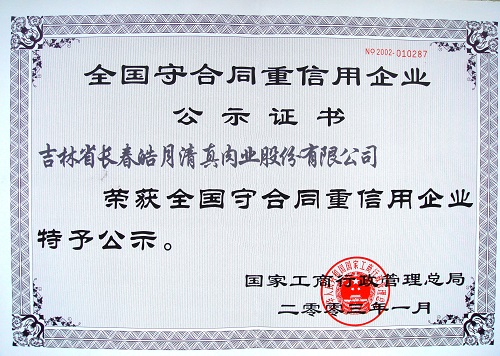 No 2002-010287
全国守合同重信用企业
公示证书
吉林省长春皓月清真肉业股份有限公司
荣获全国守合同重信用企业
特予公示。
国家工商行政管理总局
二零零三年一月